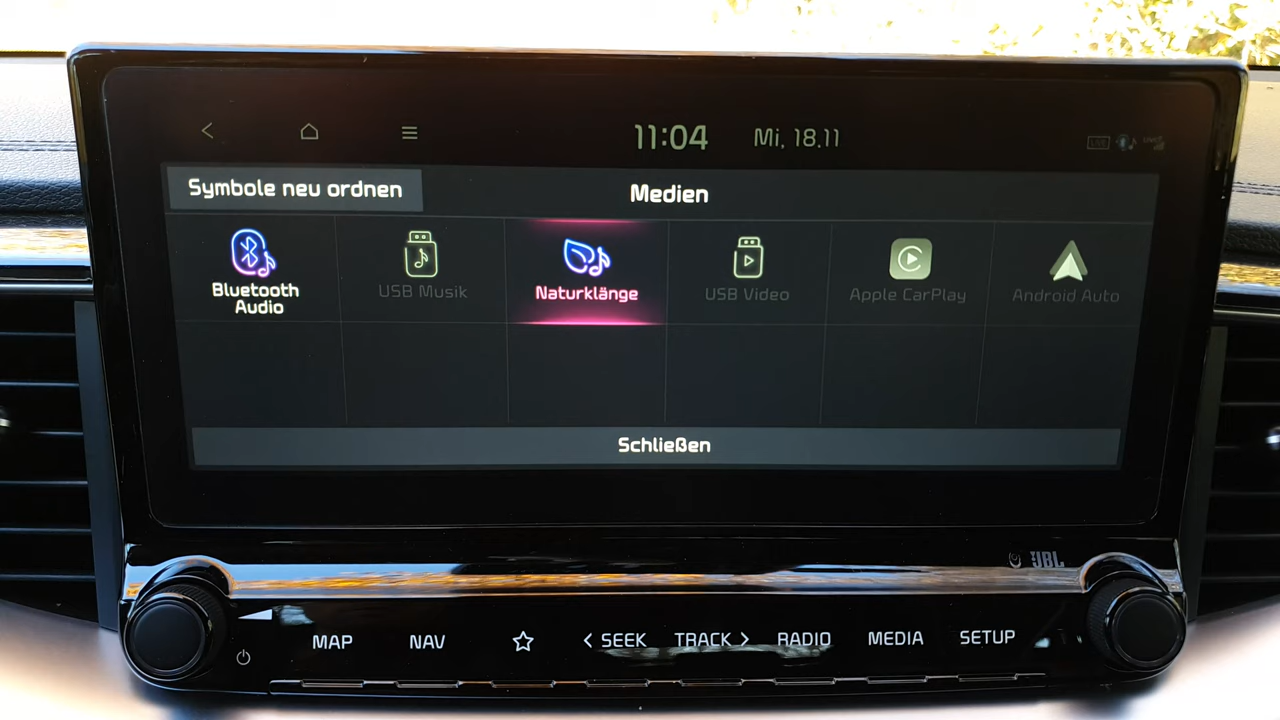 11:04 Mi, 18.11
Symbole neu ordnen
Medien
Bluetooth
Audio
USB Musik
Naturklänge
USB Video
Apple CarPlay
Android Auto
Schließen
JBL
MAP
NAV
SEEK
TRACK
RADIO
MEDIA
SETUP